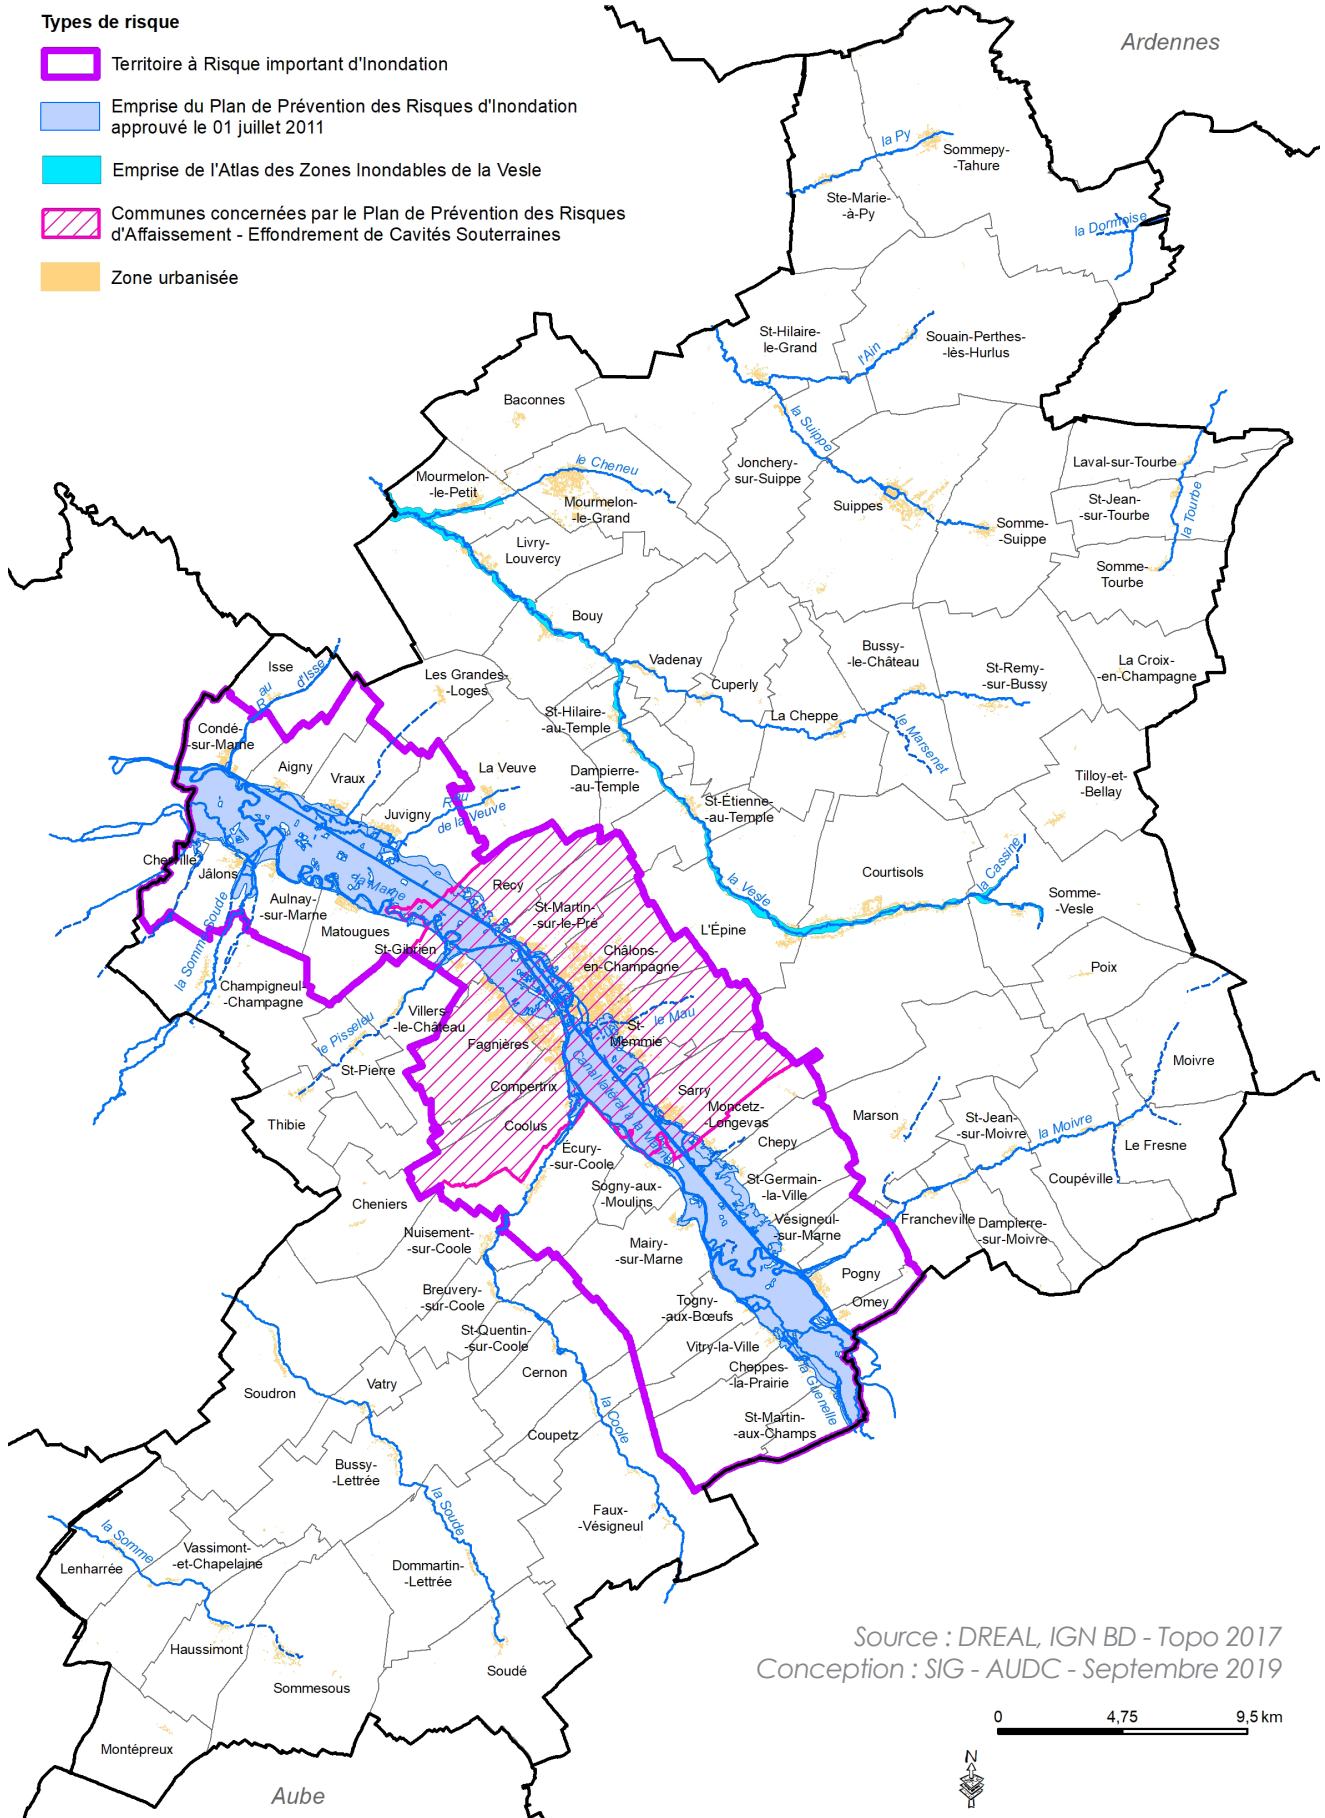 Types de risque
Territoire à Risque important d'Inondation
Emprise du Plan de Prévention des Risques d'Inondation
approuvé le 01 juillet 2011
Emprise de l'Atlas des Zones Inondables de la Vesle
Communes concernées par le Plan de Prévention des Risques
d'Affaissement - Effondrement de Cavités Souterraines
Zone urbanisée
Ardennes
la Py
Sommepy-
-Tahure
Ste-Marie-
-à-Py
la Dormoise
St-Hilaire-
le-Grand
l'Ain
Souain-Perthes-
-lès-Hurlus
Baconnes
la Suippe
Mourmelon-
-le-Petit
le Cheneu
Mourmelon-
-le-Grand
Jonchery-
sur-Suippe
Suippes
Somme-
-Suippe
Laval-sur-Tourbe
St-Jean-
-sur-Tourbe
la Tourbe
Somme-
Tourbe
Livry-
Louvercy
Bouy
Vadenay
Cuperly
Bussy-
-le-Château
St-Remy-
-sur-Bussy
La Croix-
-en-Champagne
La Cheppe
le Marsenet
Tilloy-et-
-Bellay
Isse
Rau
d'Isse
Les Grandes-
-Loges
St-Hilaire-
-au-Temple
Condé-
-sur-Marne
Aigny
Vraux
La Veuve
Rau
de la Veuve
Juvigny
Dampierre-
-au-Temple
St-Étienne-
-au-Temple
Courtisols
la Cassine
Somme-
-Vesle
la Vesle
L'Épine
Poix
Cherville
Jâlons
la Marne
Aulnay-
-sur-Marne
Matougues
Recy
St-Martin-
-sur-le-Pré
St-Gibrien
Châlons-
en-Champagne
la Somme Soude
Champigneul-
-Champagne
Villers-
-le-Château
le Pisseleu
St-Pierre
Fagnières
St-
Memmie
le Mau
Compertrix
Canal latéral à la Marne
Sarry
Moncetz-
-Longevas
Coolus
Thibie
Chepy
Marson
St-Jean-
-sur-Moivre
la Moivre
Moivre
Le Fresne
Coupéville
Cheniers
Écury-
-sur-Coole
Sogny-aux-
-Moulins
St-Germain-
-la-Ville
Vésigneul-
-sur-Marne
Francheville
Dampierre-
-sur-Moivre
Nuisement-
-sur-Coole
Mairy-
-sur-Marne
Pogny
Omey
Breuvery-
-sur-Coole
St-Quentin-
-sur-Coole
Togny-
-aux-Bœufs
Vitry-la-Ville
Cheppes-
-la-Prairie
la Guenelle
Cernon
la Coole
Soudron
Vatry
St-Martin-
-aux-Champs
Coupetz
Bussy-
-Lettrée
la Soude
Faux-
-Vésigneul
la Somme
Lenharrée
Vassimont-
-et-Chapelaine
Dommartin-
-Lettrée
Haussimont
Sommesous
Soudé
Montépreux
Aube
Source : DREAL, IGN BD - Topo 2017
Conception : SIG - AUDC - Septembre 2019
0 4,75 9,5 km
N